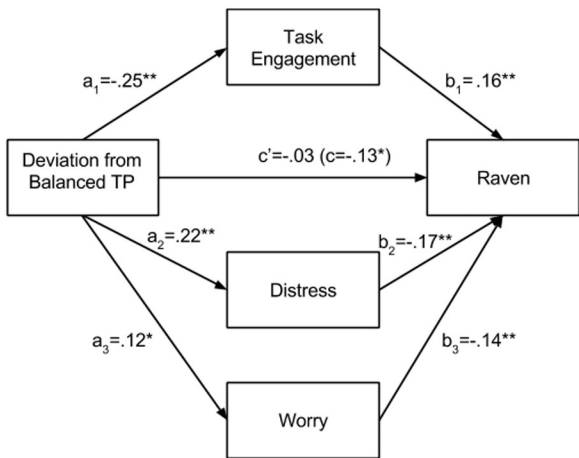 Task
Engagement
a₁=-.25**
b₁=.16**
Deviation from
Balanced TP
c’=-.03 (c=-.13*)
Raven
a₂=.22**
b₂=-.17**
Distress
a₃=.12*
b₃=-.14**
Worry